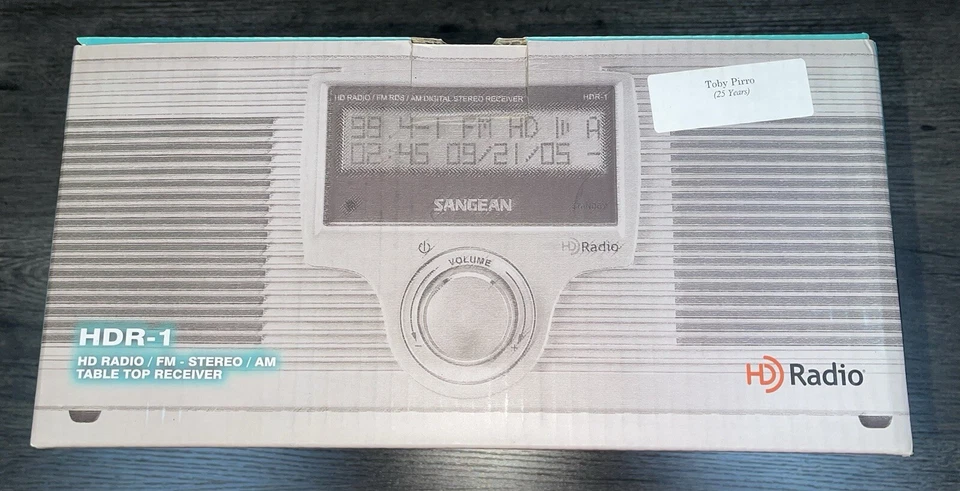 Toby Pirro
(25 Years)
HD RADIO / FM RDS / AM DIGITAL STEREO RECEIVER HDR-1
99.4-1 FM HD A
02:45 09/21/05 -
SANGEAN
HD Radio
VOLUME
HDR-1
HD RADIO / FM - STEREO / AM
TABLE TOP RECEIVER
HD Radio